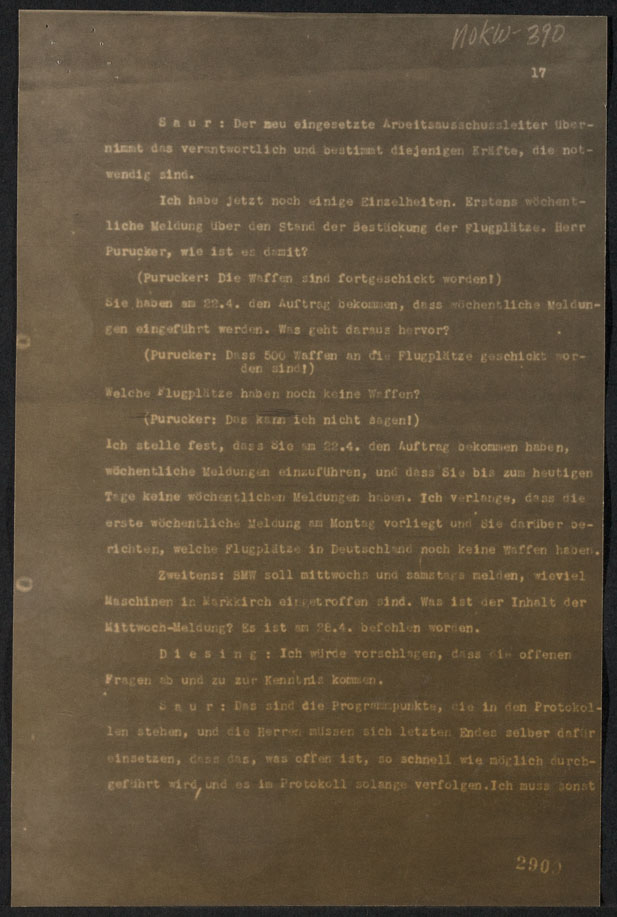 NOKW-390
17
S a u r : Der neu eingesetzte Arbeitsausschussleiter über-
nimmt das verantwortlich und bestimmt diejenigen Kräfte, die not-
wendig sind.
Ich habe jetzt noch einige Einzelheiten. Erstens wöchent-
liche Meldung über den Stand der Bestückung der Flugplätze. Herr
Purucker, wie ist es damit?
(Purucker: Die Waffen sind fortgeschickt worden!)
Sie haben am 22.4. den Auftrag bekommen, dass wöchentliche Meldun-
gen eingeführt werden. Was geht daraus hervor?
(Purucker: Dass 500 Waffen an die Flugplätze geschickt wor-
den sind!)
Welche Flugplätze haben noch keine Waffen?
(Purucker: Das kann ich nicht sagen!)
Ich stelle fest, dass Sie am 22.4. den Auftrag bekommen haben,
wöchentliche Meldungen einzuführen, und dass Sie bis zum heutigen
Tage keine wöchentlichen Meldungen haben. Ich verlange, dass die
erste wöchentliche Meldung am Montag vorliegt und Sie darüber be-
richten, welche Flugplätze in Deutschland noch keine Waffen haben.
Zweitens: BMW soll mittwochs und samstags melden, wieviel
Maschinen in Markkirch eingetroffen sind. Was ist der Inhalt der
Mittwoch-Meldung? Es ist am 28.4. befohlen worden.
D i e s i n g : Ich würde vorschlagen, dass die offenen
Fragen ab und zu zur Kenntnis kommen.
S a u r : Das sind die Programmpunkte, die in den Protokol-
len stehen, und die Herren müssen sich letzten Endes selber dafür
einsetzen, dass das, was offen ist, so schnell wie möglich durch-
geführt wird, und es im Protokoll solange verfolgen. Ich muss sonst
2900